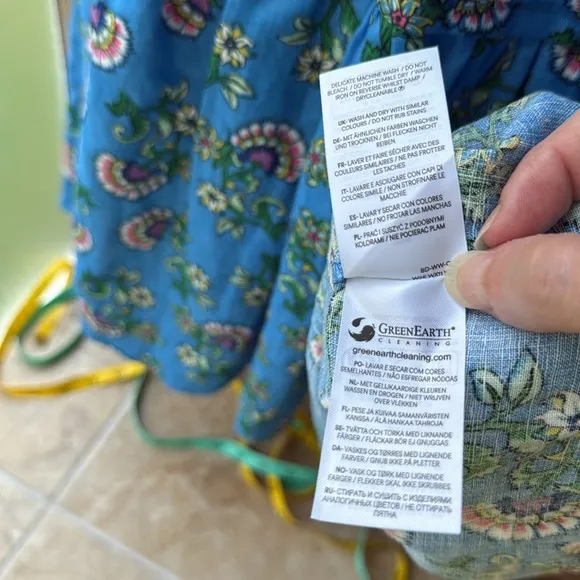 DELICATE MACHINE WASH / DO NOT
BLEACH / DO NOT TUMBLE DRY / WARM
IRON ON REVERSE WHILST DAMP /
DRYCLEANABLE Ⓟ
UK- WASH AND DRY WITH SIMILAR
COLOURS / DO NOT RUB STAINS
DE- MIT ÄHNLICHEN FARBEN WASCHEN
UND TROCKNEN / BEI FLECKEN NICHT
REIBEN
FR- LAVER ET FAIRE SÉCHER AVEC DES
COULEURS SIMILAIRES / NE PAS FROTTER
LES TACHES
IT- LAVARE E ASCIUGARE CON CAPI DI
COLORE SIMILE / NON STROFINARE LE
MACCHIE
ES- LAVAR Y SECAR CON COLORES
SIMILARES / NO FROTAR LAS MANCHAS
PL- PRAĆ I SUSZYĆ Z PODOBNYMI
KOLORAMI / NIE POCIERAĆ PLAM
BD-WW-
GREENEARTH
CLEANING
greenearthcleaning.com
PO- LAVAR E SECAR COM CORES
SEMELHANTES / NÃO ESFREGAR NÓDOAS
NL- MET GELIJKAARDIGE KLEUREN
WASSEN EN DROGEN / NIET WRIJVEN
OVER VLEKKEN
FL- PESE JA KUIVAA SAMANVÄRISTEN
KANSSA / ÄLÄ HANKAA TAHROJA
SE- TVÄTTA OCH TORKA MED LIKNANDE
FÄRGER / FLÄCKAR BÖR EJ GNUGGAS
DA- VASKES OG TØRRES MED LIGNENDE
FARVER / GNUB IKKE PÅ PLETTER
NO- VASK OG TØRK MED LIGNENDE
FARGER / FLEKKER SKAL IKKE SKRUBBES
RU- СТИРАТЬ И СУШИТЬ С ИЗДЕЛИЯМИ
АНАЛОГИЧНЫХ ЦВЕТОВ / НЕ ТЕРЕТЬ
ПЯТНА